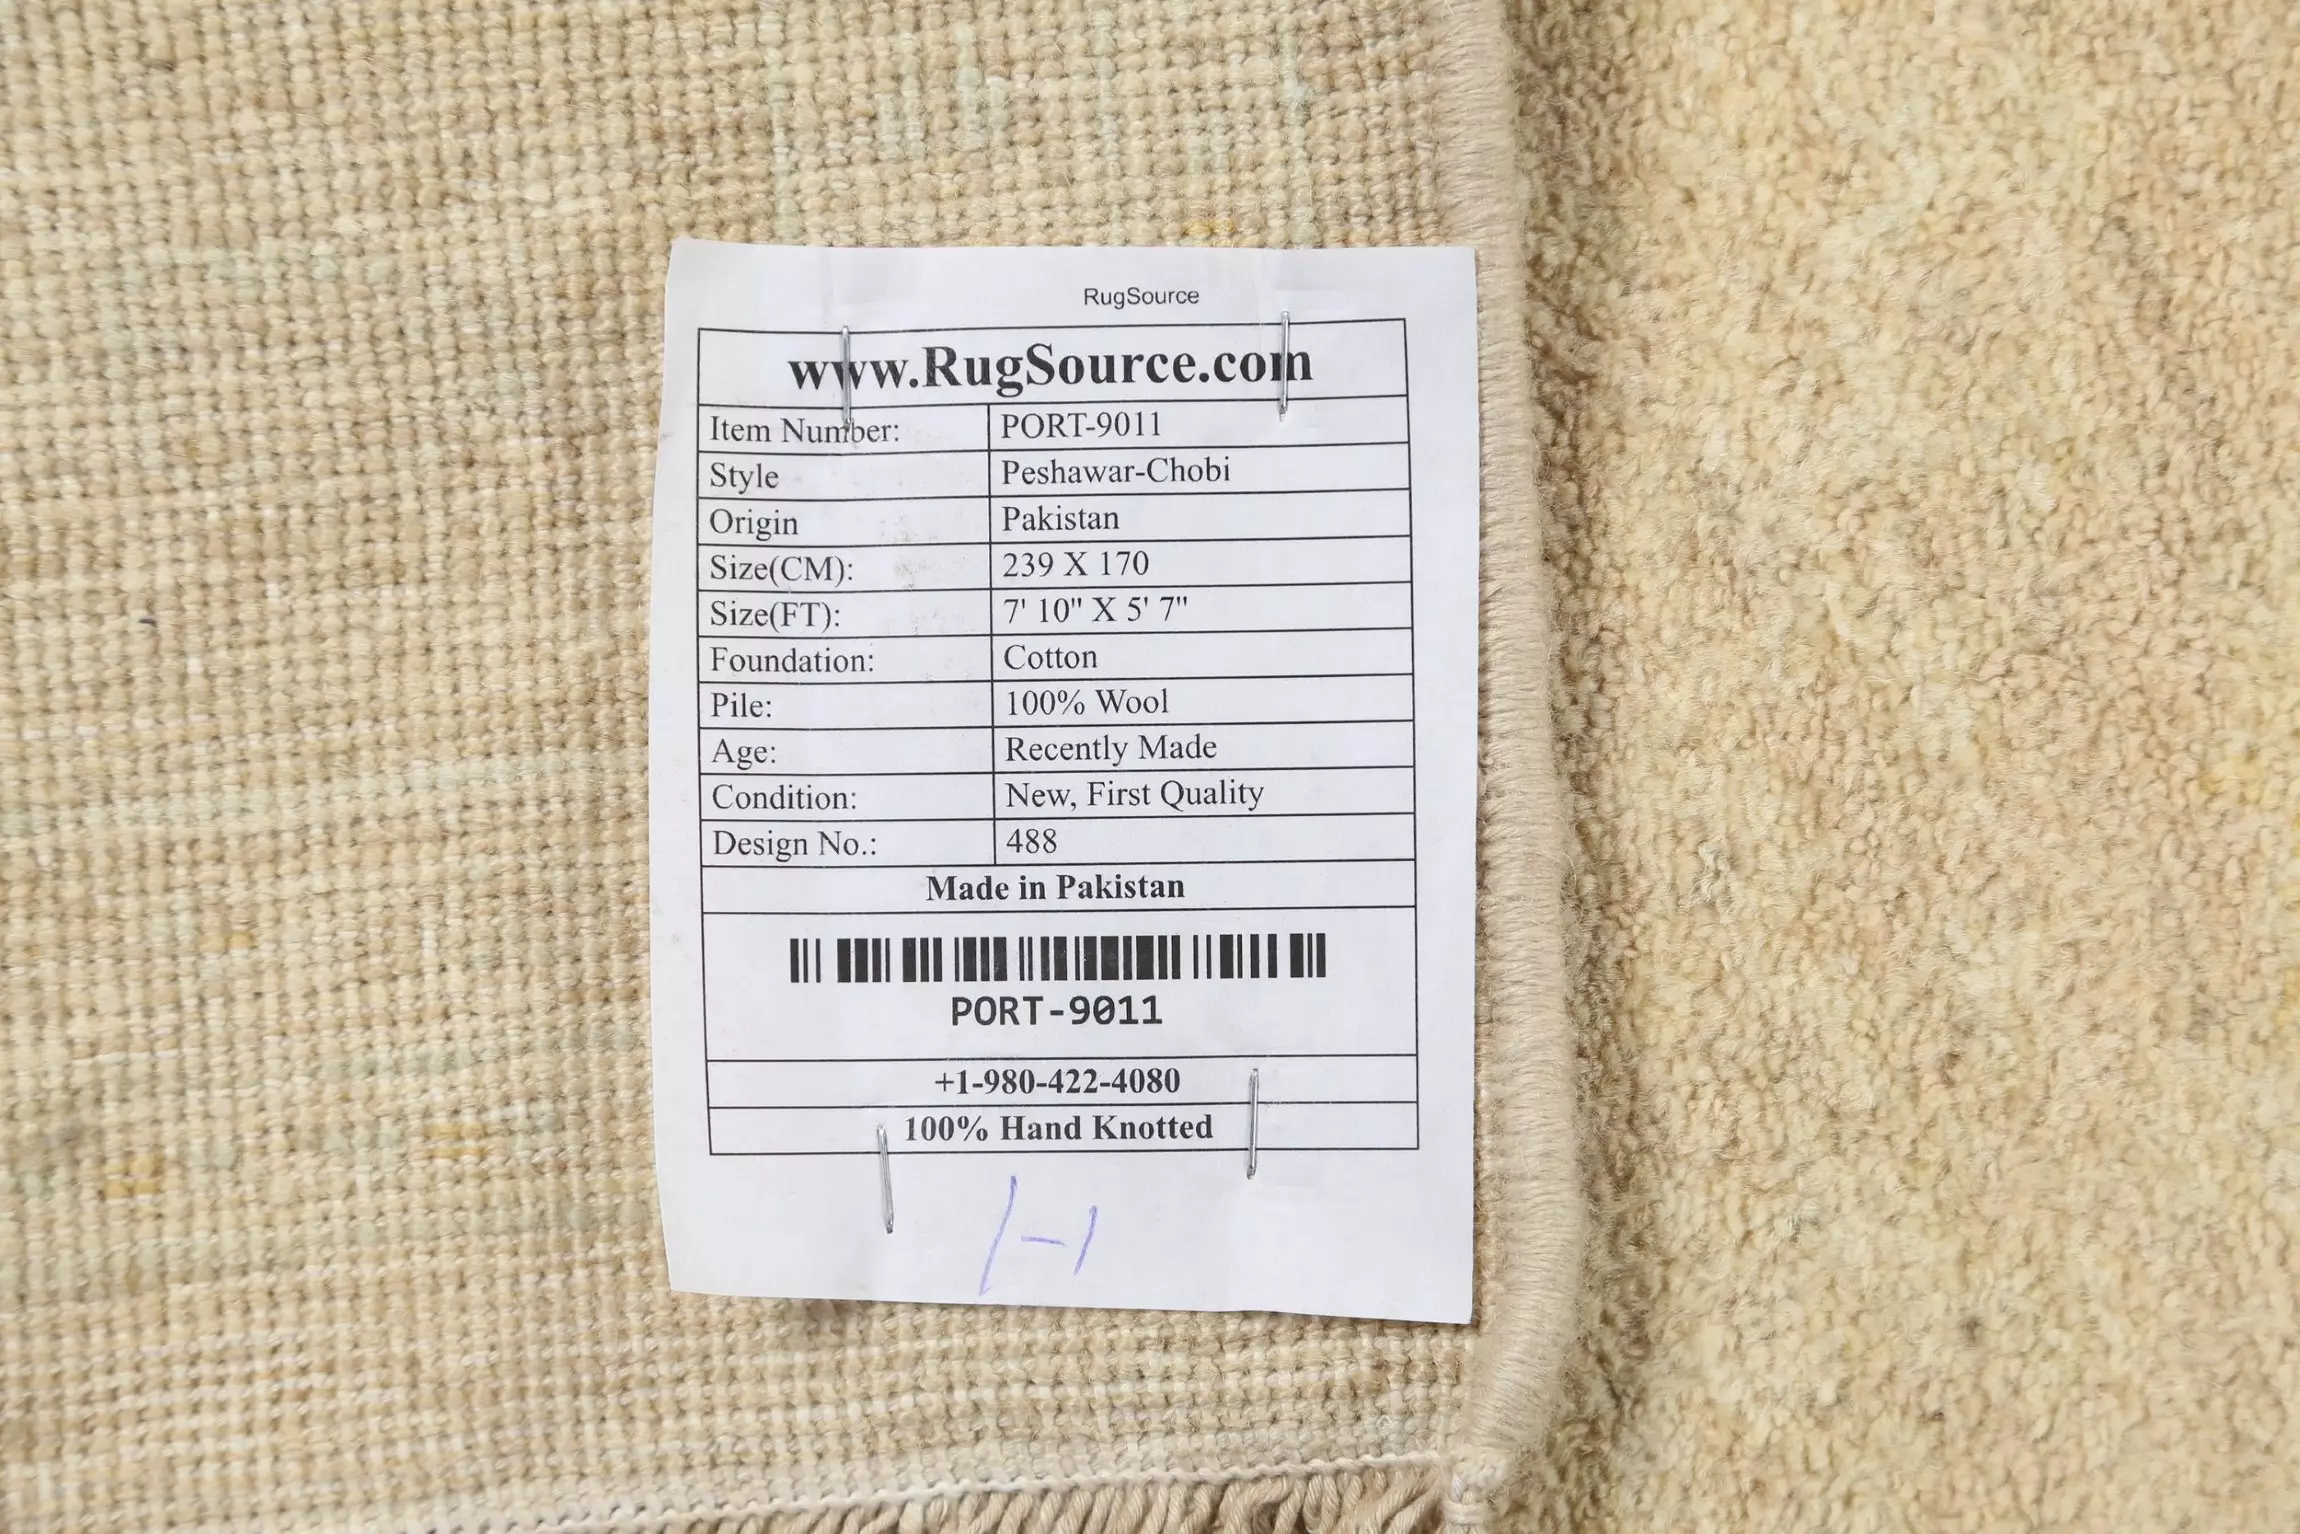 RugSource
www.RugSource.com
Item Number: PORT-9011
Style Peshawar-Chobi
Origin Pakistan
Size(CM): 239 X 170
Size(FT): 7' 10" X 5' 7"
Foundation: Cotton
Pile: 100% Wool
Age: Recently Made
Condition: New, First Quality
Design No.: 488
Made in Pakistan
PORT-9011
+1-980-422-4080
100% Hand Knotted
1-1